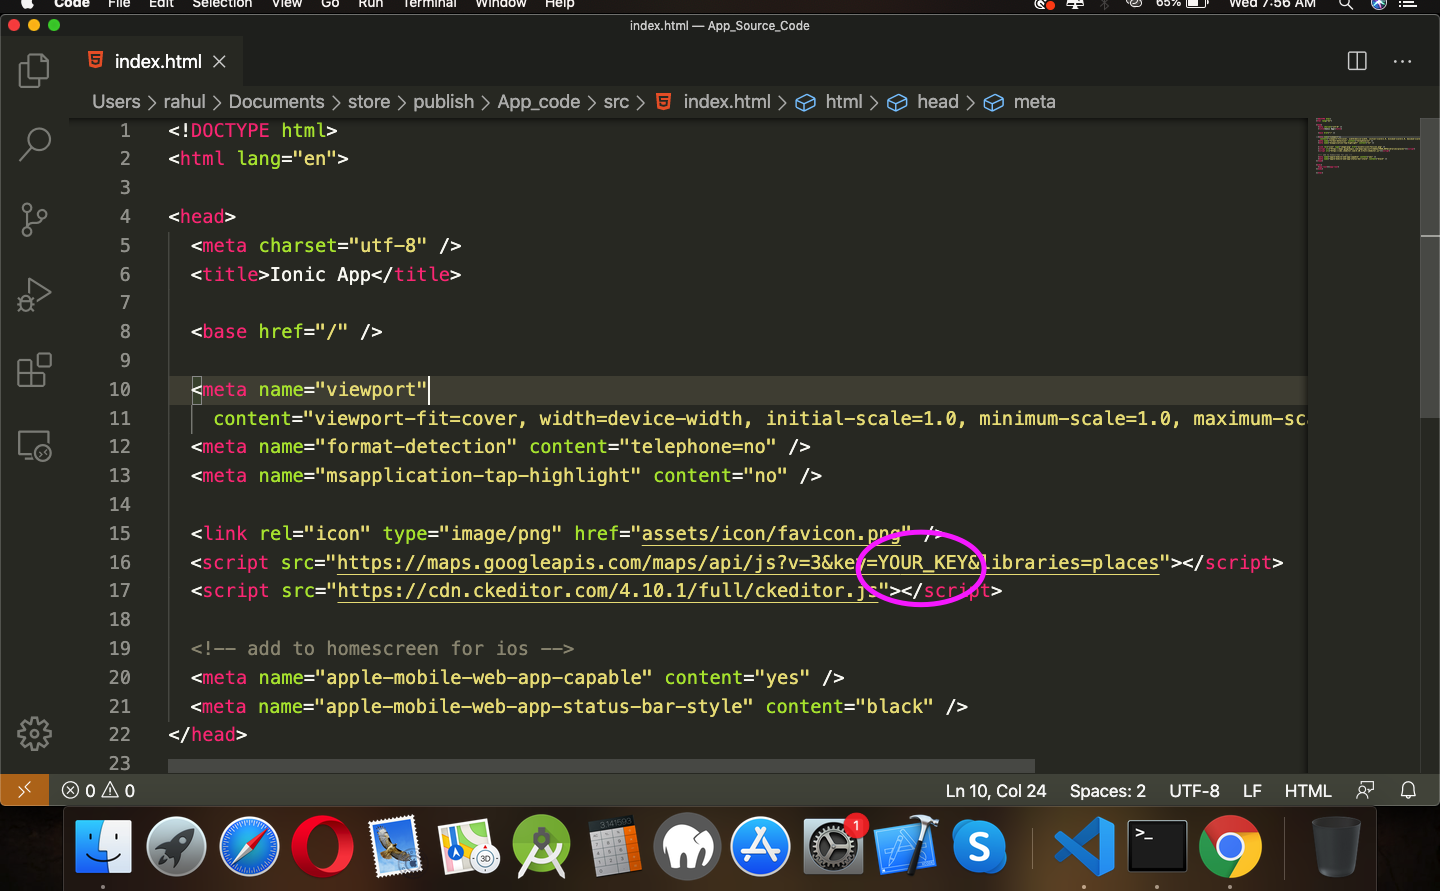 Code File Edit Selection View Go Run Terminal Window Help 65% Wed 7:56 AM
index.html — App_Source_Code
index.html
Users > rahul > Documents > store > publish > App_code > src > index.html > html > head > meta
1 <!DOCTYPE html>
2 <html lang="en">
3
4 <head>
5 <meta charset="utf-8" />
6 <title>Ionic App</title>
7
8 <base href="/" />
9
10 <meta name="viewport"
11 content="viewport-fit=cover, width=device-width, initial-scale=1.0, minimum-scale=1.0, maximum-sca
12 <meta name="format-detection" content="telephone=no" />
13 <meta name="msapplication-tap-highlight" content="no" />
14
15 <link rel="icon" type="image/png" href="assets/icon/favicon.png" />
16 <script src="https://maps.googleapis.com/maps/api/js?v=3&key=YOUR_KEY&libraries=places"></script>
17 <script src="https://cdn.ckeditor.com/4.10.1/full/ckeditor.js"></script>
18
19 <!-- add to homescreen for ios -->
20 <meta name="apple-mobile-web-app-capable" content="yes" />
21 <meta name="apple-mobile-web-app-status-bar-style" content="black" />
22 </head>
23
0 0 Ln 10, Col 24 Spaces: 2 UTF-8 LF HTML
3.141593
3D
1
S
>_